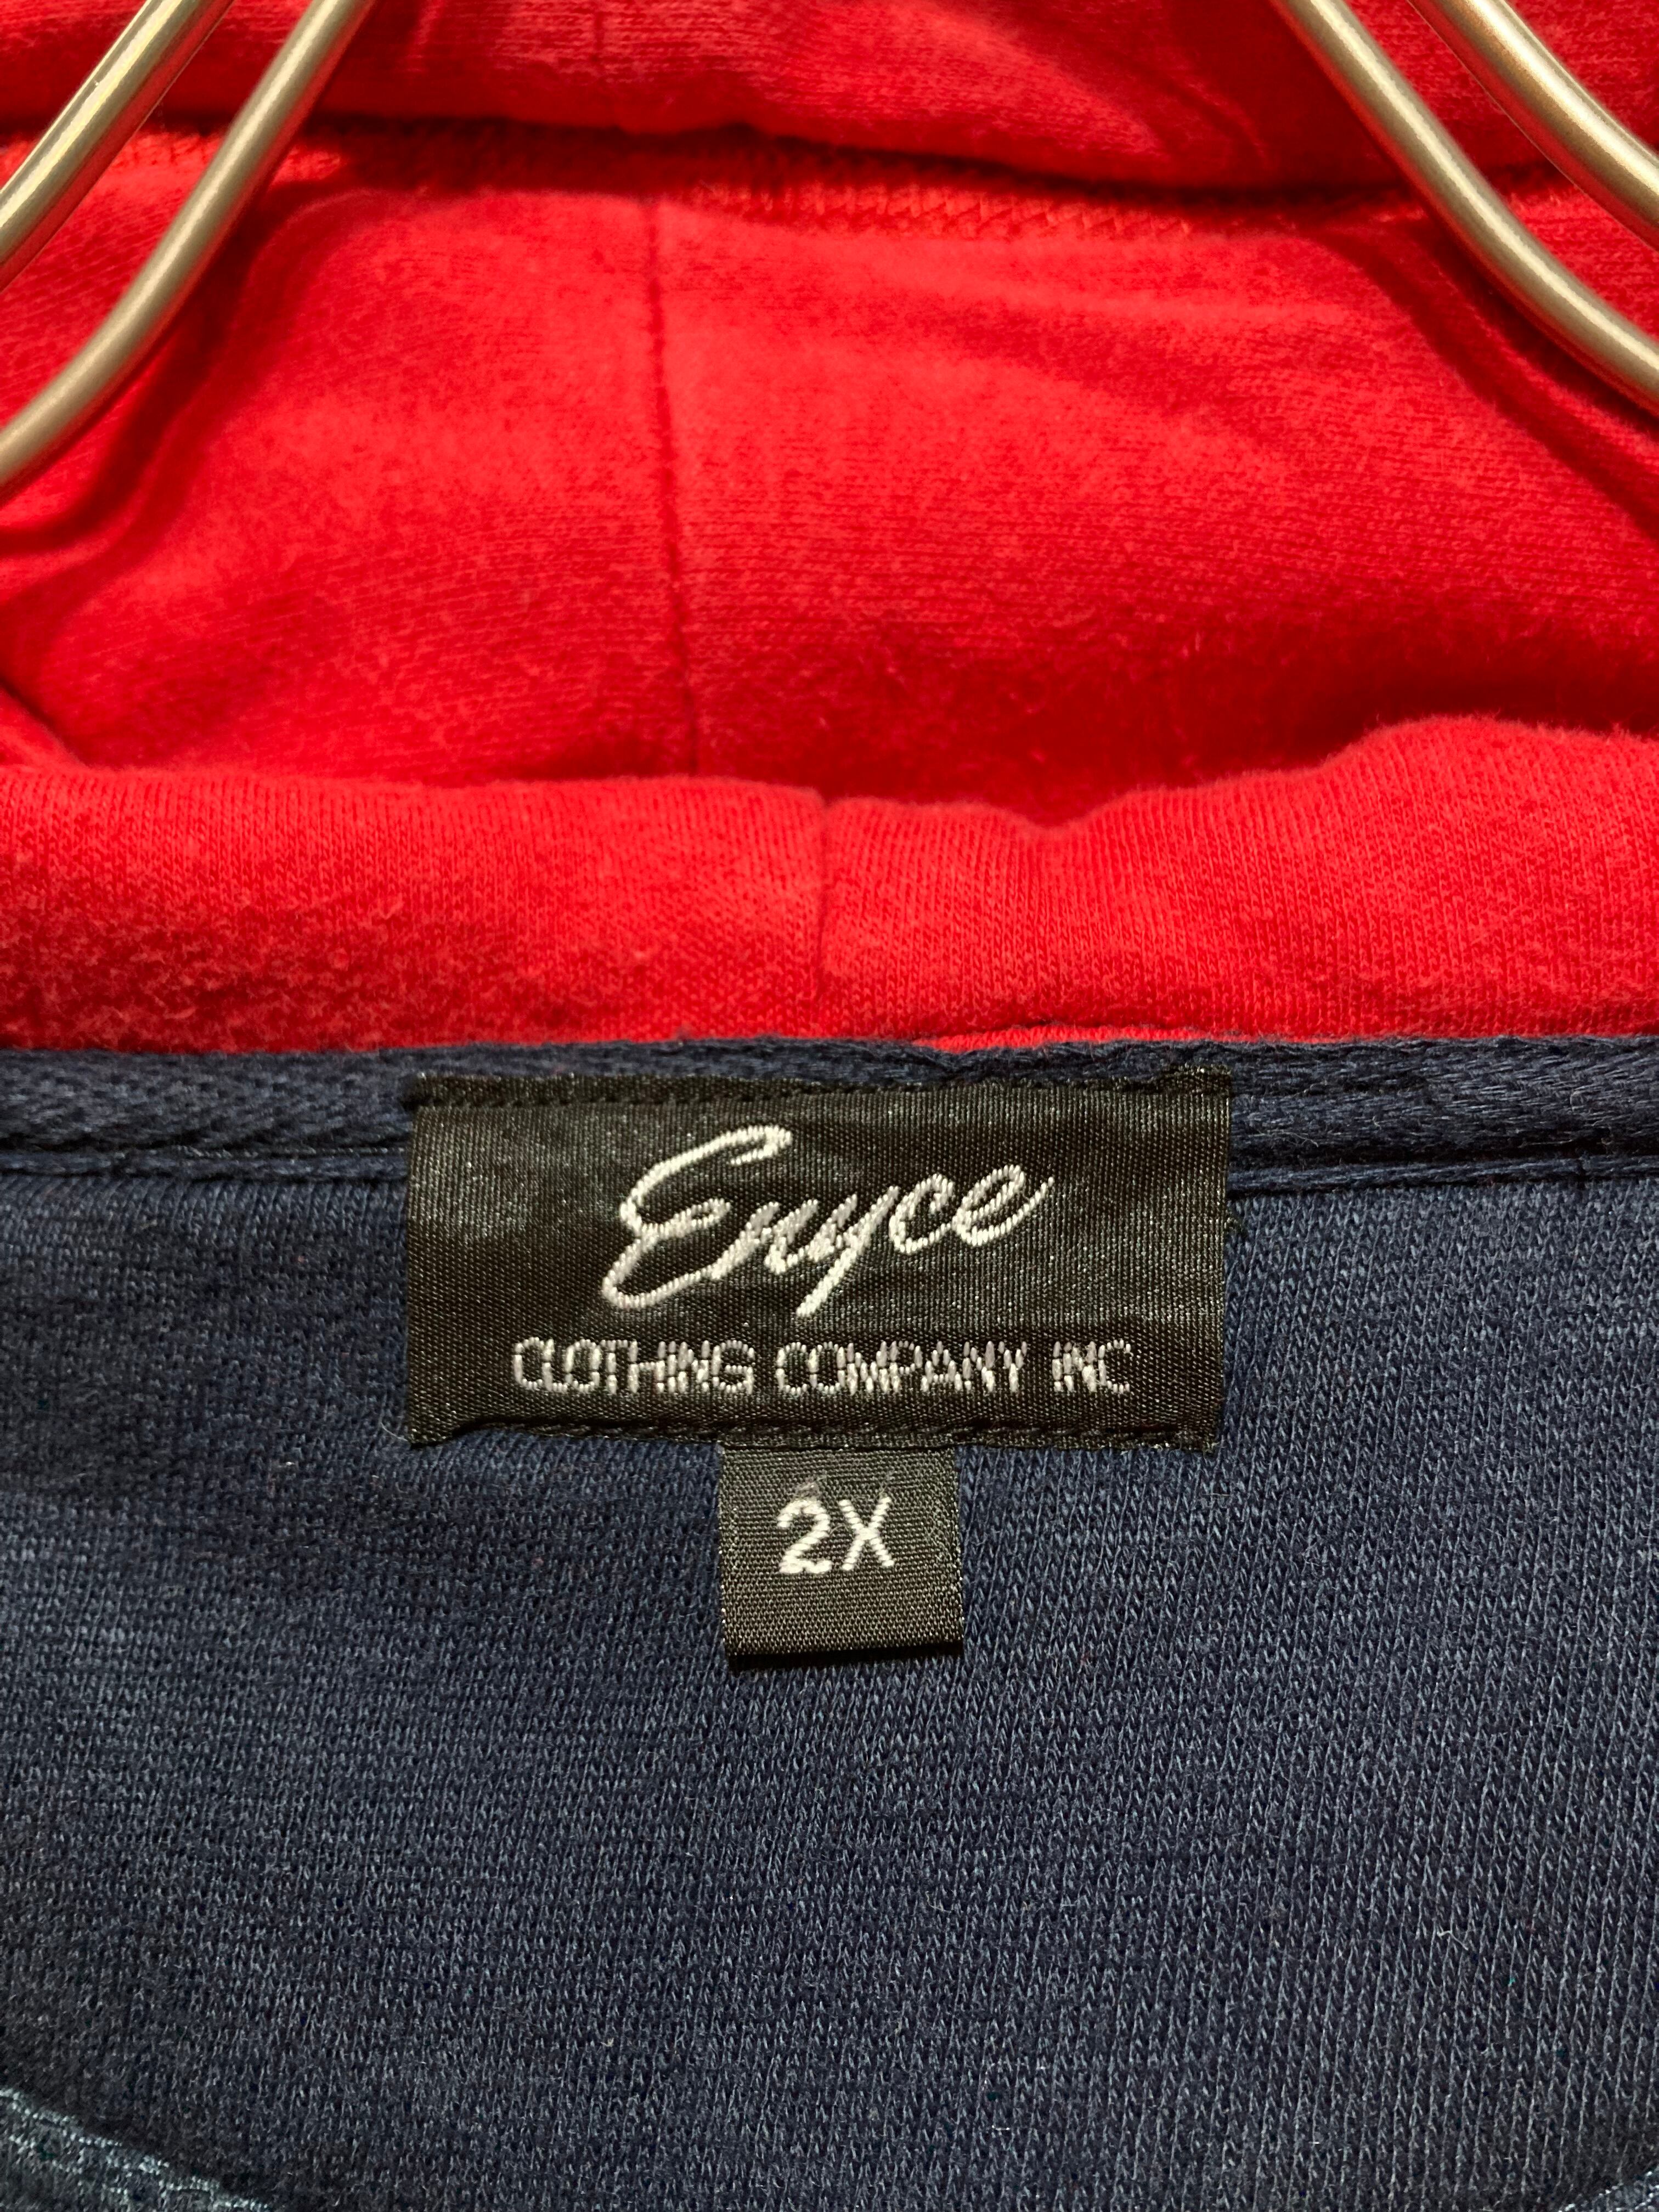 Enyce
CLOTHING COMPANY INC
2X